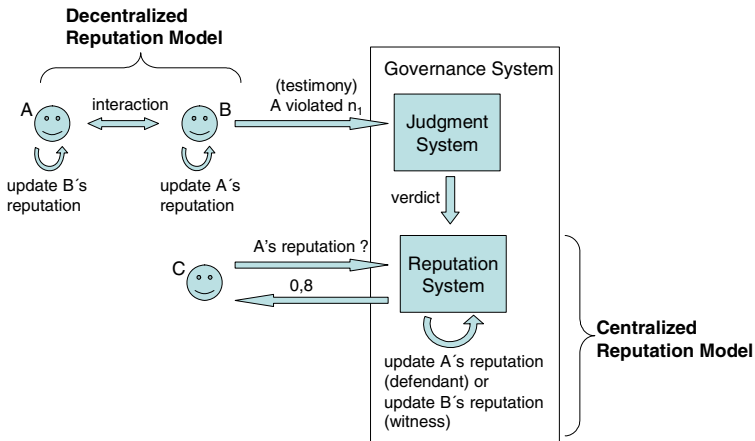 Decentralized
Reputation Model
Governance System
(testimony)
A violated n1
A
interaction
B
Judgment
System
update B´s
reputation
update A´s
reputation
verdict
A's reputation ?
C
0,8
Reputation
System
Centralized
Reputation Model
update A´s reputation
(defendant) or
update B´s reputation
(witness)